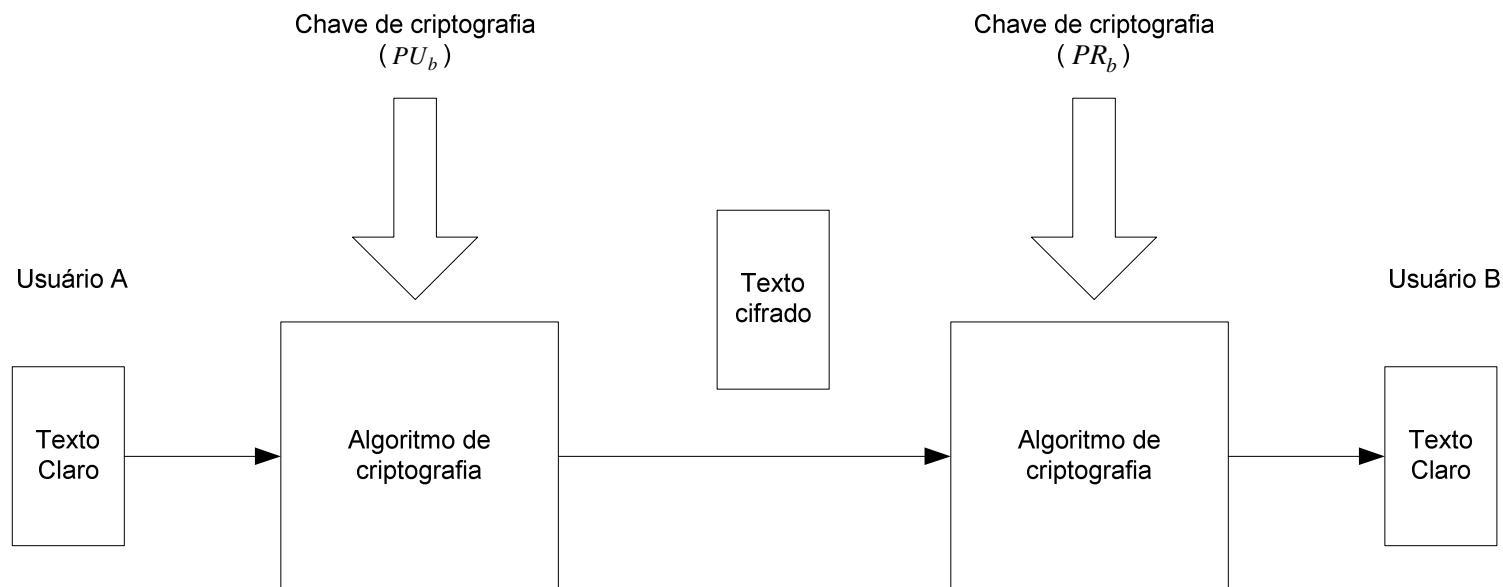 Chave de criptografia
( PU_b )
Chave de criptografia
( PR_b )
Usuário A
Texto
cifrado
Usuário B
Texto
Claro
Algoritmo de
criptografia
Algoritmo de
criptografia
Texto
Claro